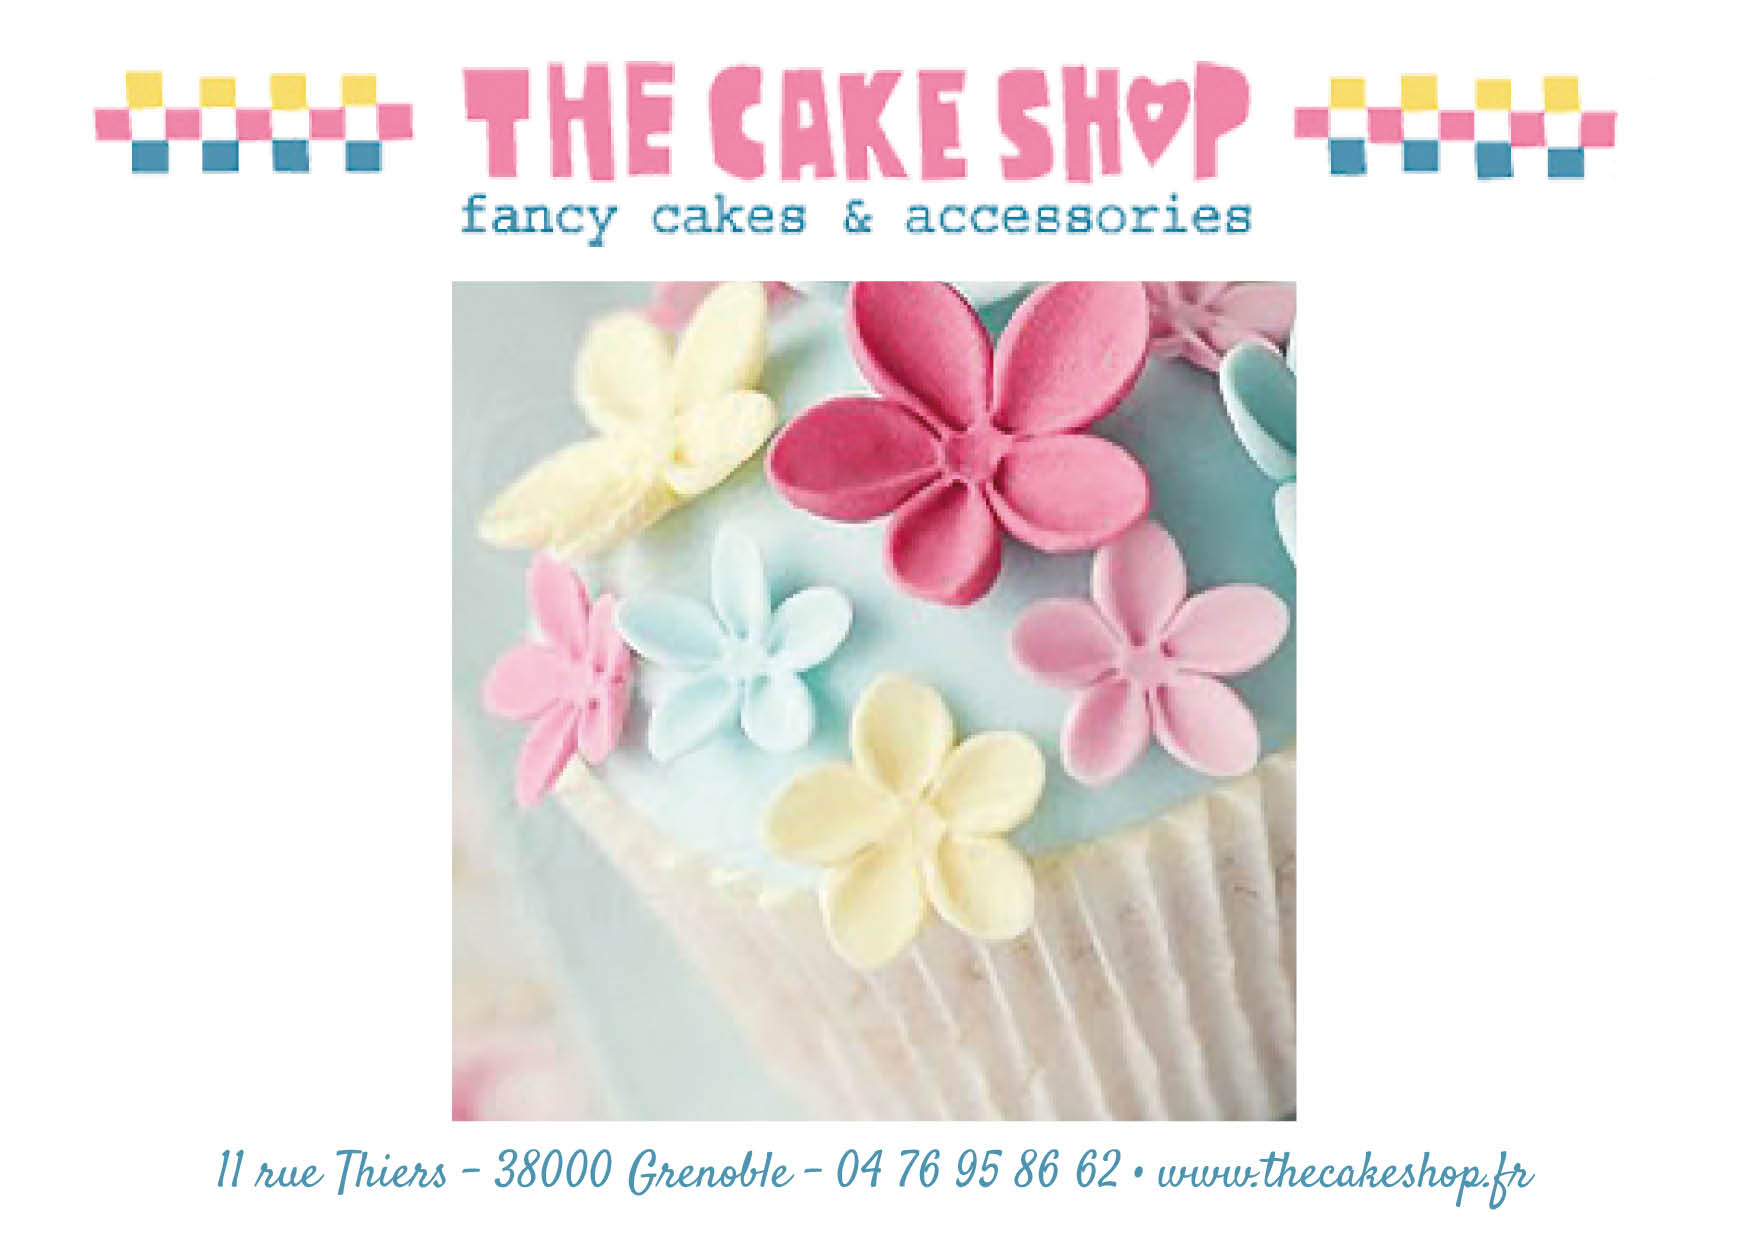 THE CAKE SHOP
fancy cakes & accessories
11 rue Thiers - 38000 Grenoble - 04 76 95 86 62 • www.thecakeshop.fr